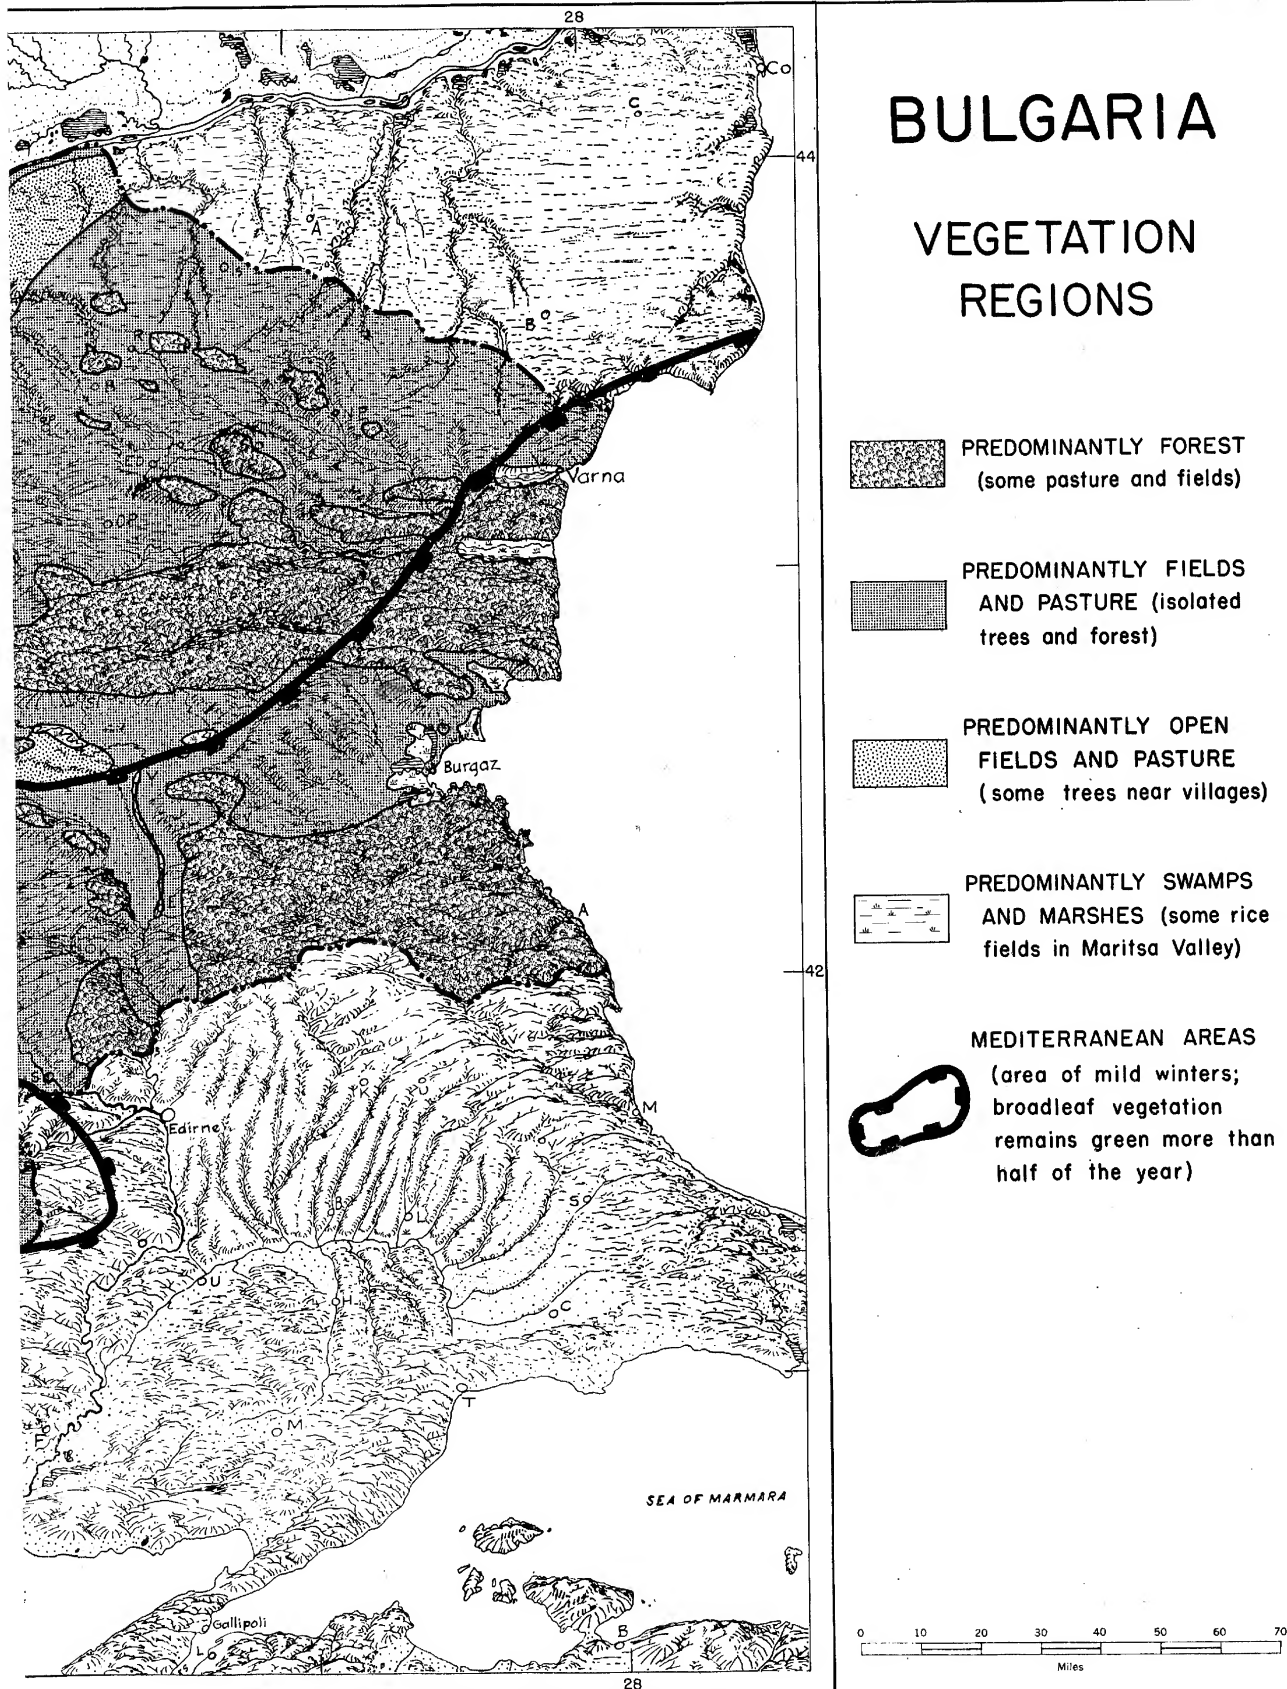 28
M
Co
C
44
A
B
Varna
Burgaz
A
E
42
V
K
U
M
Edirne
V
S
B
L
U
H
C
T
M
F
SEA OF MARMARA
Gallipoli
L
B
28
BULGARIA
VEGETATION
REGIONS
PREDOMINANTLY FOREST
(some pasture and fields)
PREDOMINANTLY FIELDS
AND PASTURE (isolated
trees and forest)
PREDOMINANTLY OPEN
FIELDS AND PASTURE
(some trees near villages)
PREDOMINANTLY SWAMPS
AND MARSHES (some rice
fields in Maritsa Valley)
MEDITERRANEAN AREAS
(area of mild winters;
broadleaf vegetation
remains green more than
half of the year)
0 10 20 30 40 50 60 70
Miles